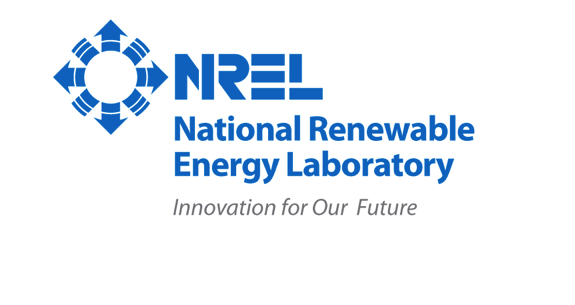 NREL
National Renewable
Energy Laboratory
Innovation for Our Future